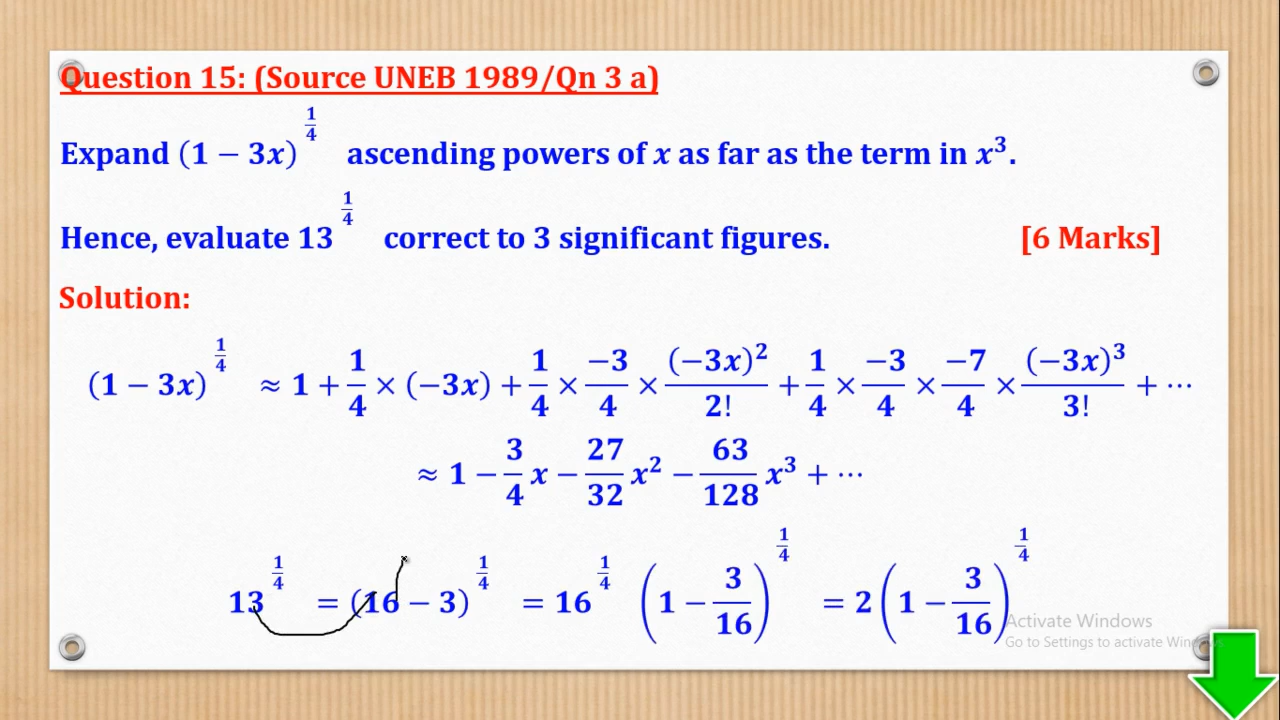 Question 15: (Source UNEB 1989/Qn 3 a)
Expand (1 − 3x)^(1/4) ascending powers of x as far as the term in x³.
Hence, evaluate 13^(1/4) correct to 3 significant figures. [6 Marks]
Solution:
(1 − 3x)^(1/4) ≈ 1 + 1/4 × (−3x) + 1/4 × −3/4 × (−3x)²/2! + 1/4 × −3/4 × −7/4 × (−3x)³/3! + ⋯
≈ 1 − 3/4 x − 27/32 x² − 63/128 x³ + ⋯
13^(1/4) = (16 − 3)^(1/4) = 16^(1/4) (1 − 3/16)^(1/4) = 2(1 − 3/16)^(1/4)
Activate Windows
Go to Settings to activate Windows